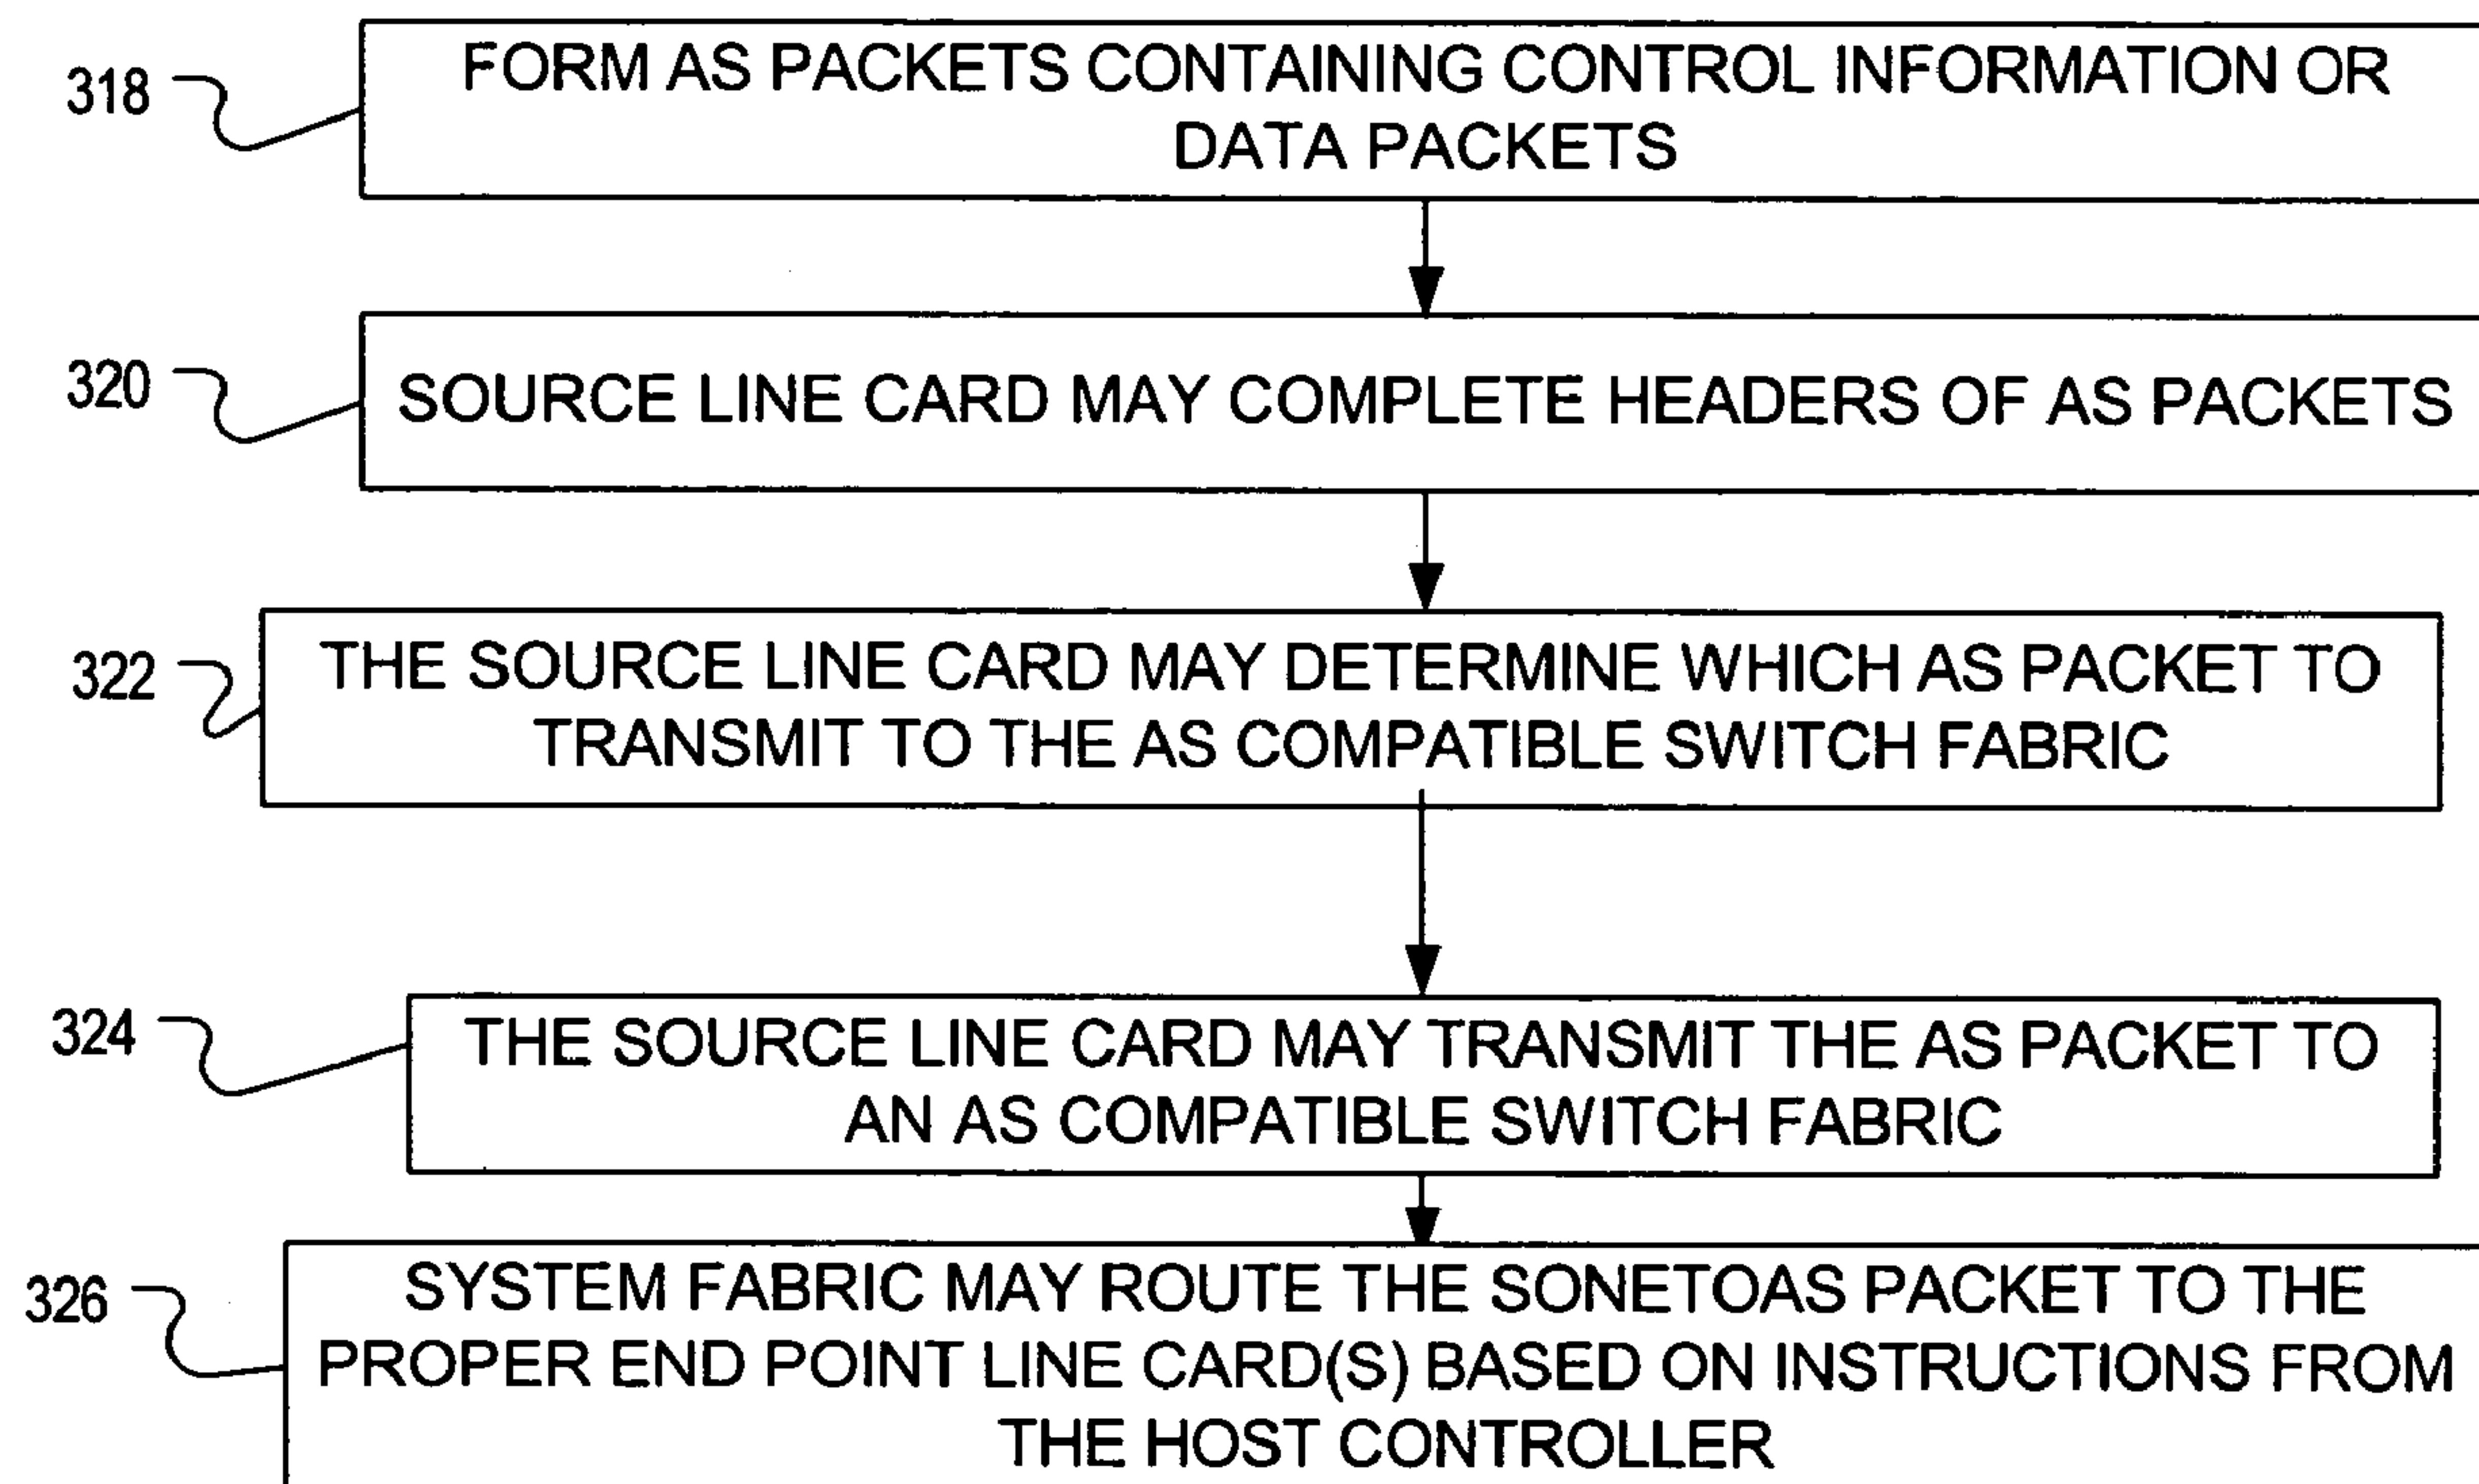 318
FORM AS PACKETS CONTAINING CONTROL INFORMATION OR
DATA PACKETS
320
SOURCE LINE CARD MAY COMPLETE HEADERS OF AS PACKETS
322
THE SOURCE LINE CARD MAY DETERMINE WHICH AS PACKET TO
TRANSMIT TO THE AS COMPATIBLE SWITCH FABRIC
324
THE SOURCE LINE CARD MAY TRANSMIT THE AS PACKET TO
AN AS COMPATIBLE SWITCH FABRIC
326
SYSTEM FABRIC MAY ROUTE THE SONETOAS PACKET TO THE
PROPER END POINT LINE CARD(S) BASED ON INSTRUCTIONS FROM
THE HOST CONTROLLER